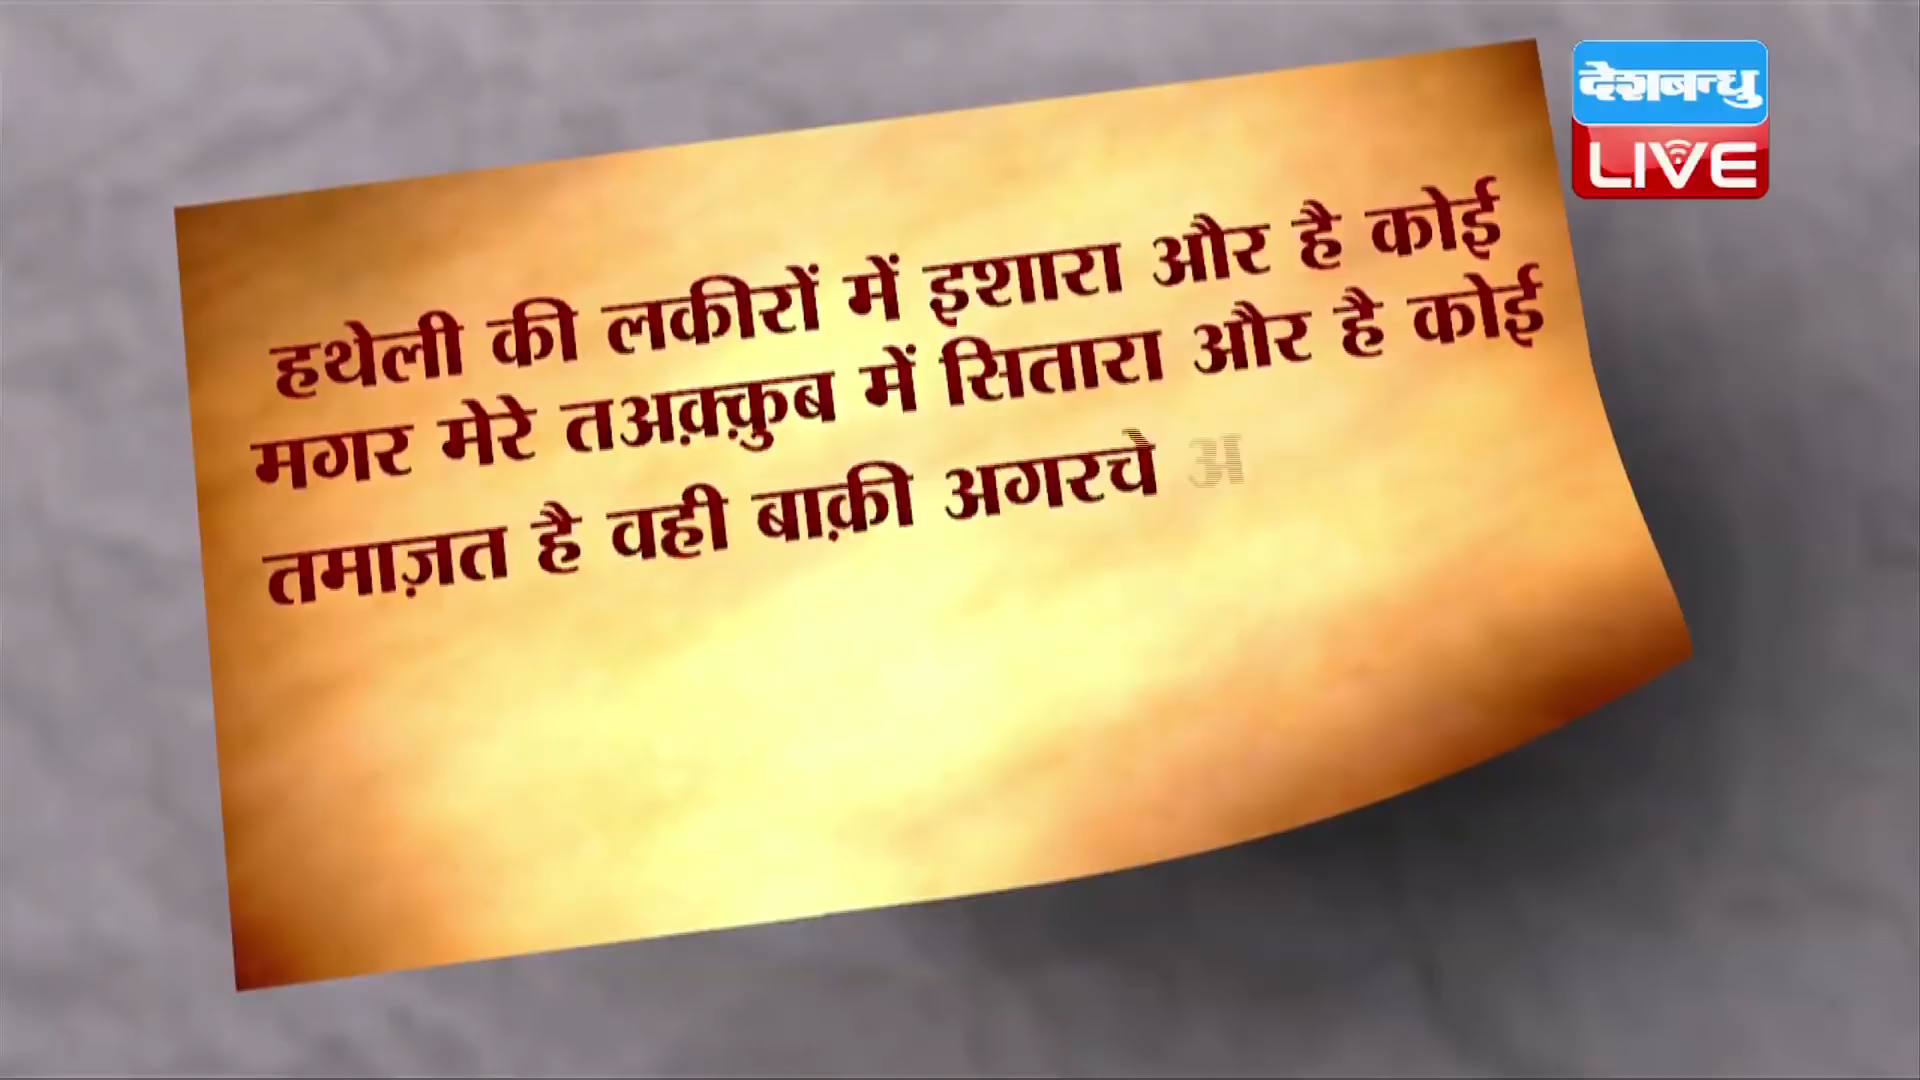 देशबन्धु
LIVE
हथेली की लकीरों में इशारा और है कोई
मगर मेरे तअक़्क़ुब में सितारा और है कोई
तमाज़त है वही बाक़ी अगरचे अ